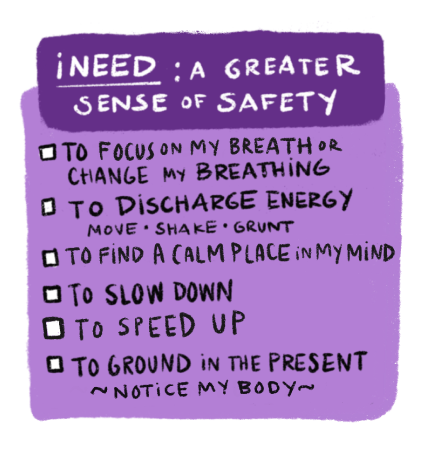 iNEED : A GREATER
SENSE OF SAFETY
TO FOCUS ON MY BREATH OR
CHANGE MY BREATHING
TO DISCHARGE ENERGY
MOVE · SHAKE · GRUNT
TO FIND A CALM PLACE IN MY MIND
TO SLOW DOWN
TO SPEED UP
TO GROUND IN THE PRESENT
~NOTICE MY BODY~